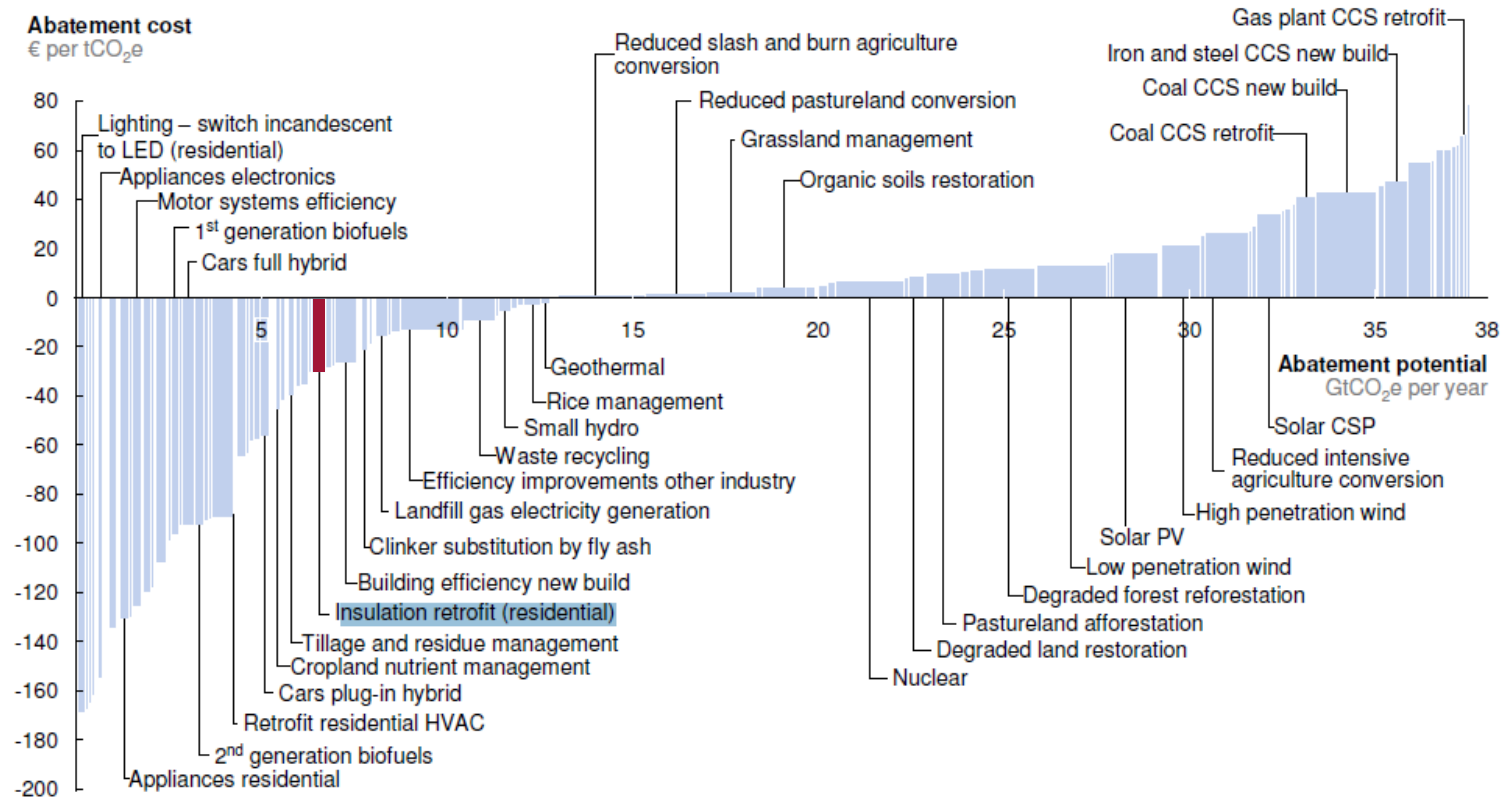 Abatement cost
€ per tCO2e
Gas plant CCS retrofit
Iron and steel CCS new build
Coal CCS new build
Coal CCS retrofit
Reduced slash and burn agriculture
conversion
Reduced pastureland conversion
Grassland management
Organic soils restoration
Lighting – switch incandescent
to LED (residential)
Appliances electronics
Motor systems efficiency
1st generation biofuels
Cars full hybrid
80
60
40
20
0
-20
-40
-60
-80
-100
-120
-140
-160
-180
-200
5
10
15
20
25
30
35
38
Abatement potential
GtCO2e per year
Geothermal
Rice management
Small hydro
Waste recycling
Efficiency improvements other industry
Landfill gas electricity generation
Clinker substitution by fly ash
Building efficiency new build
Insulation retrofit (residential)
Tillage and residue management
Cropland nutrient management
Cars plug-in hybrid
Retrofit residential HVAC
2nd generation biofuels
Appliances residential
Solar CSP
Reduced intensive
agriculture conversion
High penetration wind
Solar PV
Low penetration wind
Degraded forest reforestation
Pastureland afforestation
Degraded land restoration
Nuclear